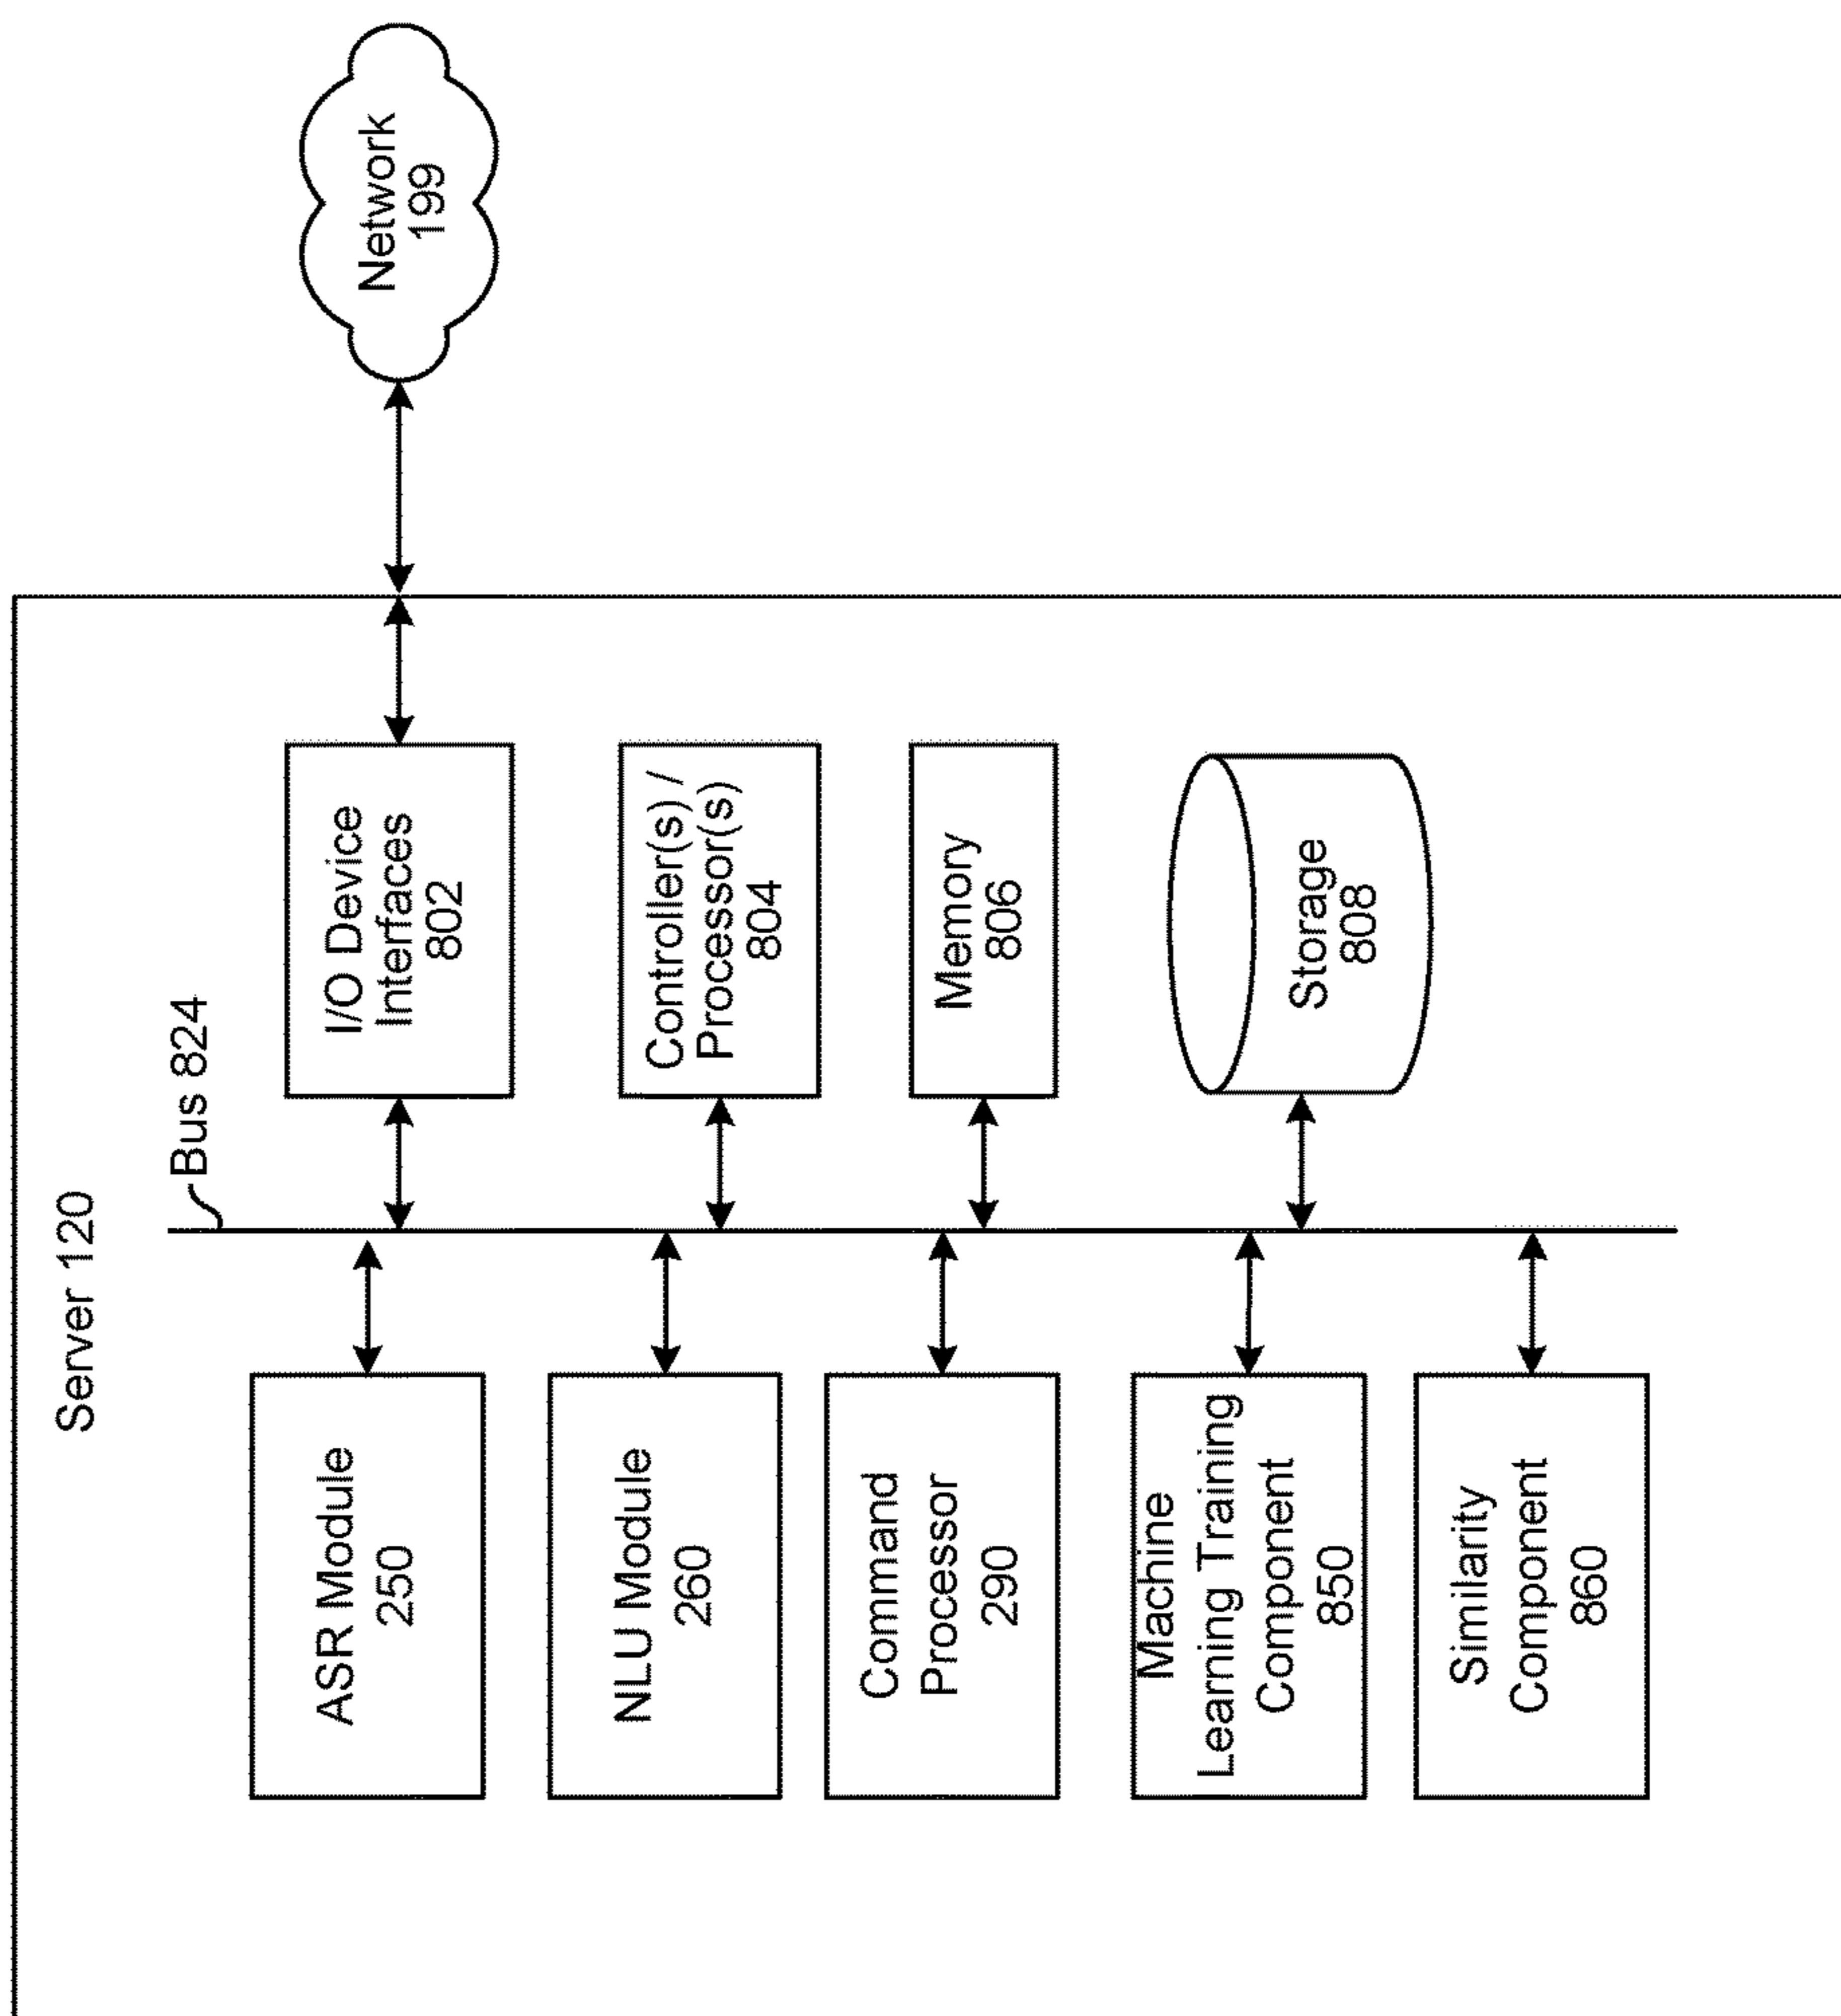 Server 120
Bus 824
I/O Device
Interfaces
802
Controller(s) /
Processor(s)
804
Memory
806
Storage
808
Network
199
ASR Module
250
NLU Module
260
Command
Processor
290
Machine
Learning Training
Component
850
Similarity
Component
860